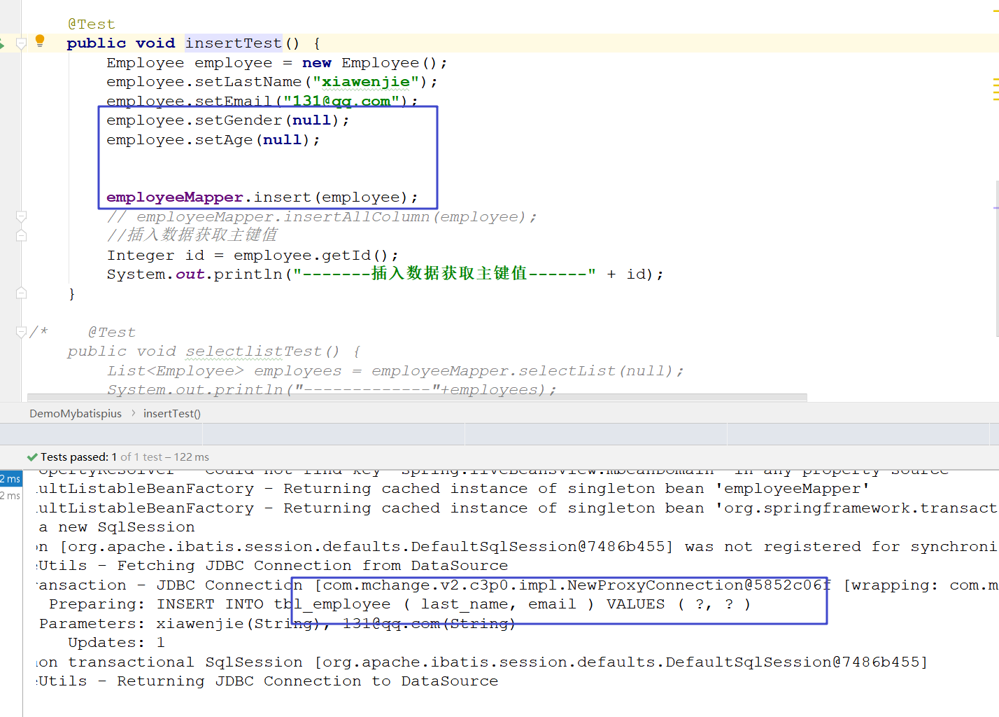 @Test
public void insertTest() {
Employee employee = new Employee();
employee.setLastName("xiawenjie");
employee.setEmail("131@qq.com");
employee.setGender(null);
employee.setAge(null);
employeeMapper.insert(employee);
// employeeMapper.insertAllColumn(employee);
//插入数据获取主键值
Integer id = employee.getId();
System.out.println("-------插入数据获取主键值------" + id);
}
/* @Test
public void selectlistTest() {
List<Employee> employees = employeeMapper.selectList(null);
System.out.println("-------------"+employees);
DemoMybatispius > insertTest()
Tests passed: 1 of 1 test – 122 ms
2 ms
opertyResolver - Could not find key 'spring.liveBeansView.mbeanDomain' in any property source
2 ms
ultListableBeanFactory - Returning cached instance of singleton bean 'employeeMapper'
ultListableBeanFactory - Returning cached instance of singleton bean 'org.springframework.transact
a new SqlSession
on [org.apache.ibatis.session.defaults.DefaultSqlSession@7486b455] was not registered for synchroni
eUtils - Fetching JDBC Connection from DataSource
ransaction - JDBC Connection [com.mchange.v2.c3p0.impl.NewProxyConnection@5852c06f [wrapping: com.m
Preparing: INSERT INTO tbl_employee ( last_name, email ) VALUES ( ?, ? )
Parameters: xiawenjie(String), 131@qq.com(String)
Updates: 1
non transactional SqlSession [org.apache.ibatis.session.defaults.DefaultSqlSession@7486b455]
eUtils - Returning JDBC Connection to DataSource